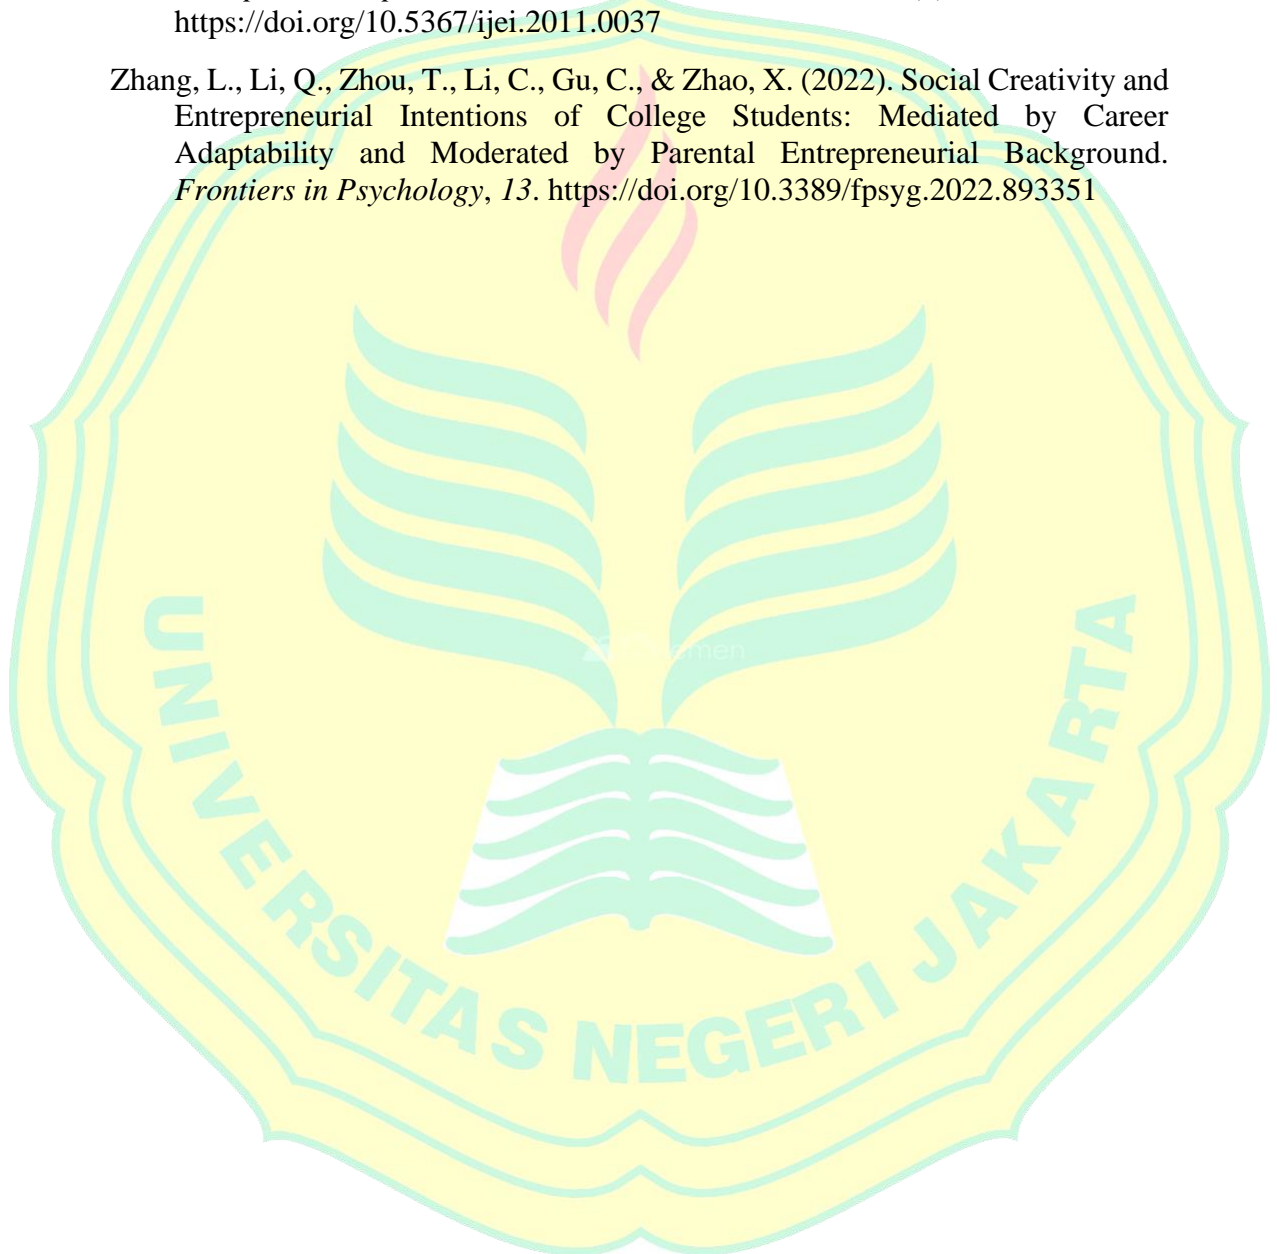 https://doi.org/10.5367/ijei.2011.0037
Zhang, L., Li, Q., Zhou, T., Li, C., Gu, C., & Zhao, X. (2022). Social Creativity and
Entrepreneurial Intentions of College Students: Mediated by Career
Adaptability and Moderated by Parental Entrepreneurial Background.
Frontiers in Psychology, 13. https://doi.org/10.3389/fpsyg.2022.893351
UNIVERSITAS NEGERI JAKARTA